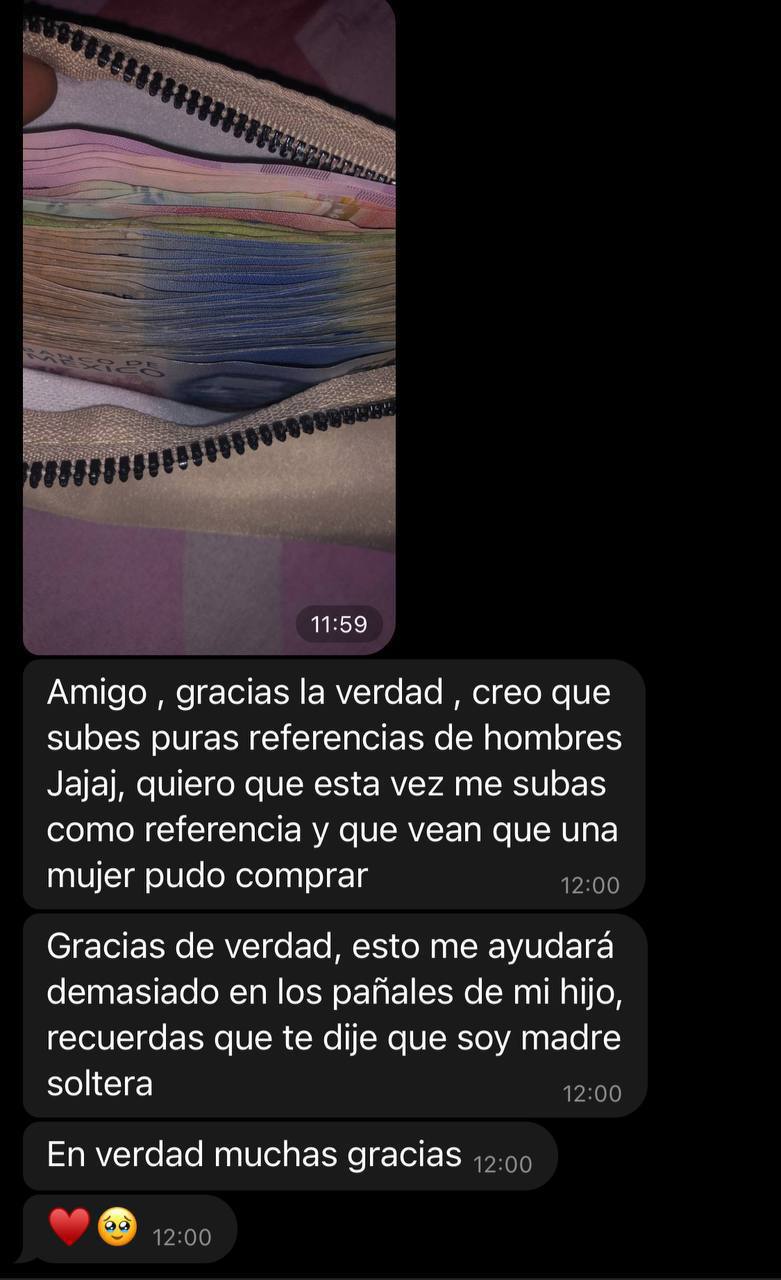 BANCO DE
MEXICO
11:59
Amigo , gracias la verdad , creo que
subes puras referencias de hombres
Jajaj, quiero que esta vez me subas
como referencia y que vean que una
mujer pudo comprar
12:00
Gracias de verdad, esto me ayudará
demasiado en los pañales de mi hijo,
recuerdas que te dije que soy madre
soltera
12:00
En verdad muchas gracias 12:00
❤️🥹 12:00